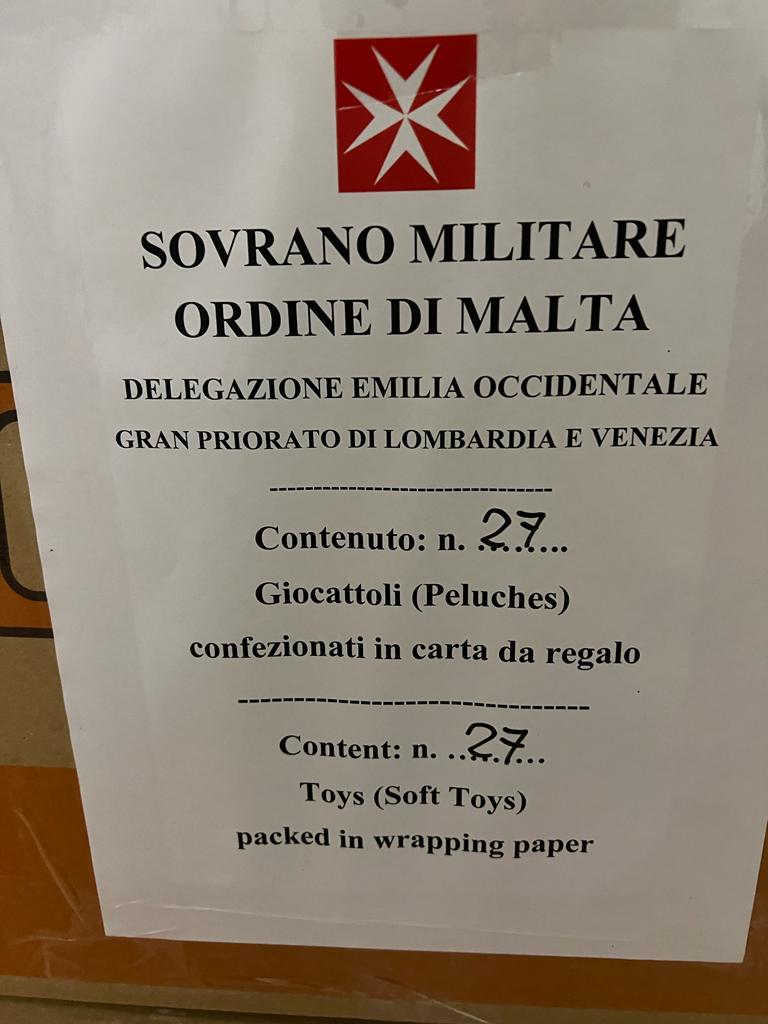 SOVRANO MILITARE
ORDINE DI MALTA
DELEGAZIONE EMILIA OCCIDENTALE
GRAN PRIORATO DI LOMBARDIA E VENEZIA
--------------------------------
Contenuto: n. 27
Giocattoli (Peluches)
confezionati in carta da regalo
--------------------------------
Content: n. 27
Toys (Soft Toys)
packed in wrapping paper